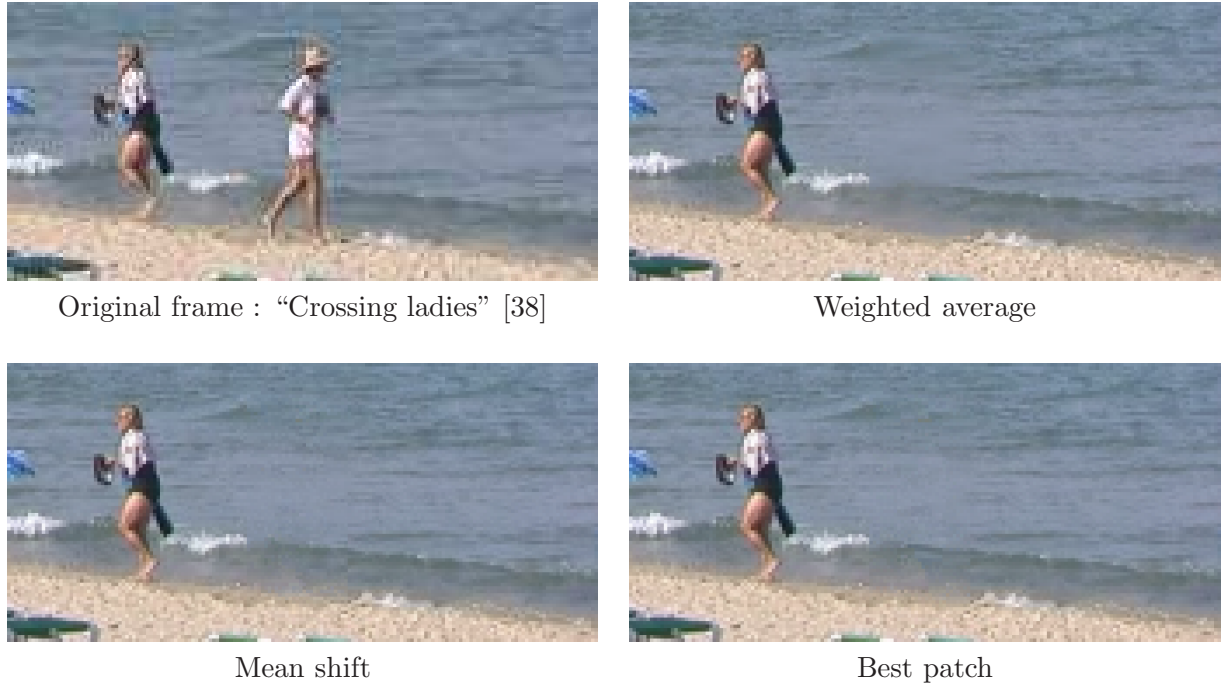 Original frame : “Crossing ladies” [38]
Weighted average
Mean shift
Best patch